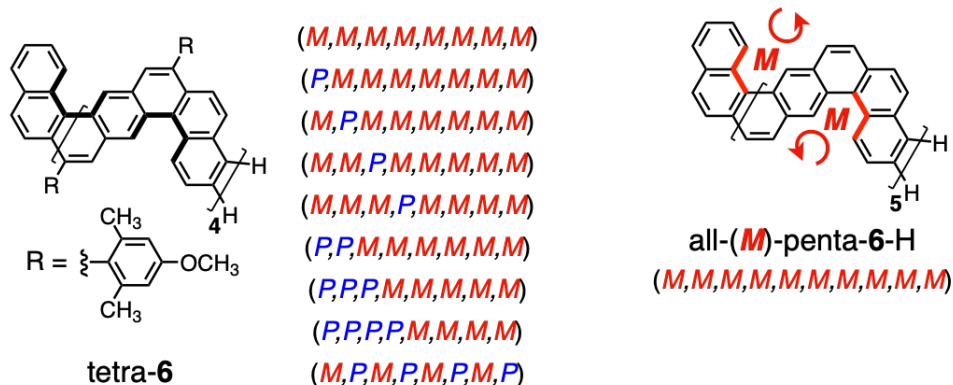 R
R
4
H
H
R =
CH3
OCH3
CH3
tetra-6
(M,M,M,M,M,M,M,M)
(P,M,M,M,M,M,M,M)
(M,P,M,M,M,M,M,M)
(M,M,P,M,M,M,M,M)
(M,M,M,P,M,M,M,M)
(P,P,M,M,M,M,M,M)
(P,P,P,M,M,M,M,M)
(P,P,P,P,M,M,M,M)
(M,P,M,P,M,P,M,P)
M
M
H
5
H
all-(M)-penta-6-H
(M,M,M,M,M,M,M,M,M,M)